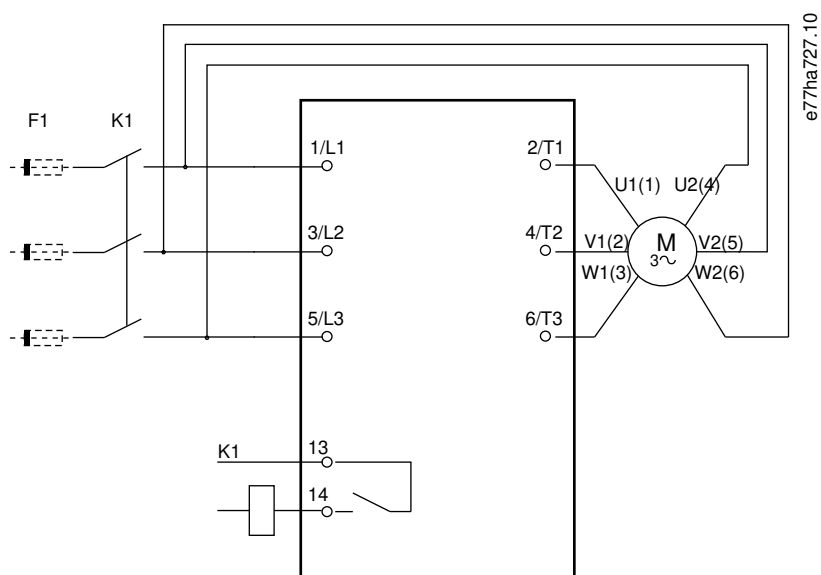 e77ha727.10
F1
K1
1/L1
2/T1
U1(1)
U2(4)
3/L2
4/T2
V1(2)
M
3~
V2(5)
W1(3)
W2(6)
5/L3
6/T3
K1
13
14